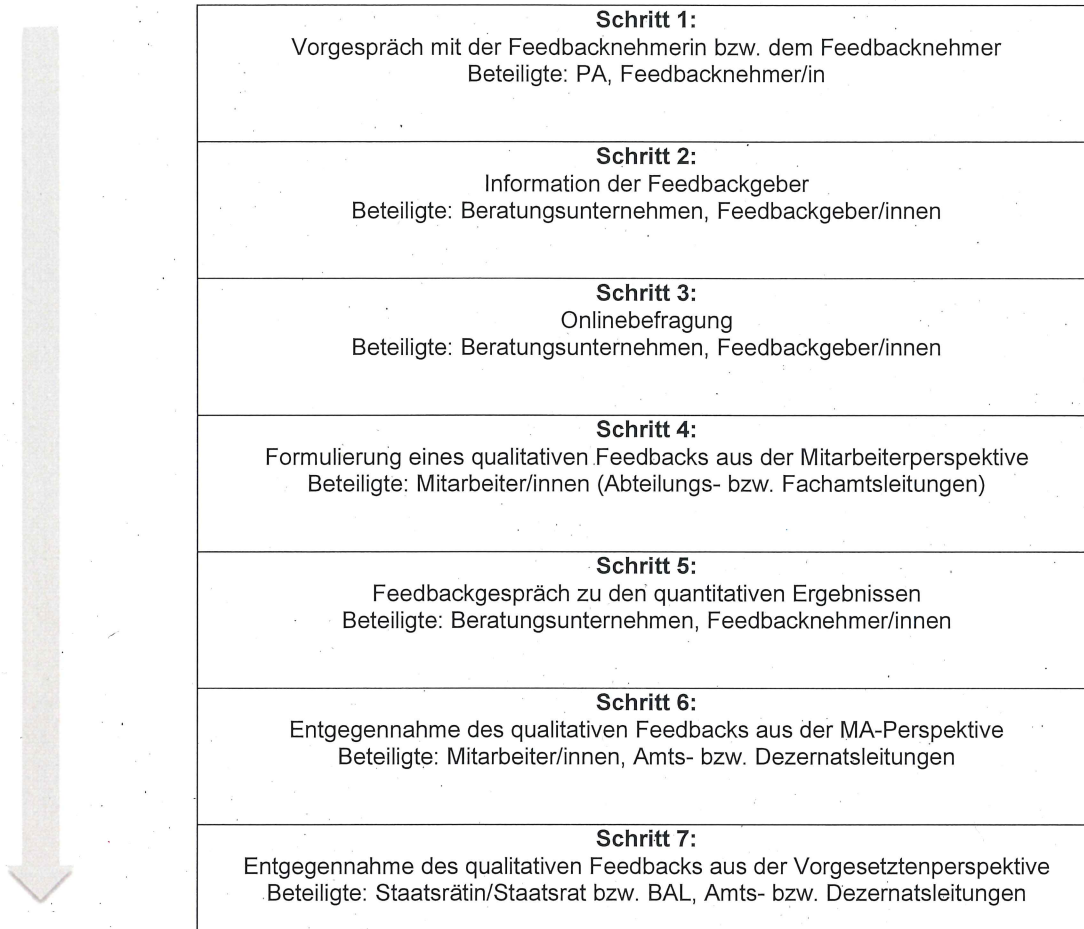 Schritt 1:
Vorgespräch mit der Feedbacknehmerin bzw. dem Feedbacknehmer
Beteiligte: PA, Feedbacknehmer/in
Schritt 2:
Information der Feedbackgeber
Beteiligte: Beratungsunternehmen, Feedbackgeber/innen
Schritt 3:
Onlinebefragung
Beteiligte: Beratungsunternehmen, Feedbackgeber/innen
Schritt 4:
Formulierung eines qualitativen Feedbacks aus der Mitarbeiterperspektive
Beteiligte: Mitarbeiter/innen (Abteilungs- bzw. Fachamtsleitungen)
Schritt 5:
Feedbackgespräch zu den quantitativen Ergebnissen
Beteiligte: Beratungsunternehmen, Feedbacknehmer/innen
Schritt 6:
Entgegennahme des qualitativen Feedbacks aus der MA-Perspektive
Beteiligte: Mitarbeiter/innen, Amts- bzw. Dezernatsleitungen
Schritt 7:
Entgegennahme des qualitativen Feedbacks aus der Vorgesetztenperspektive
Beteiligte: Staatsrätin/Staatsrat bzw. BAL, Amts- bzw. Dezernatsleitungen